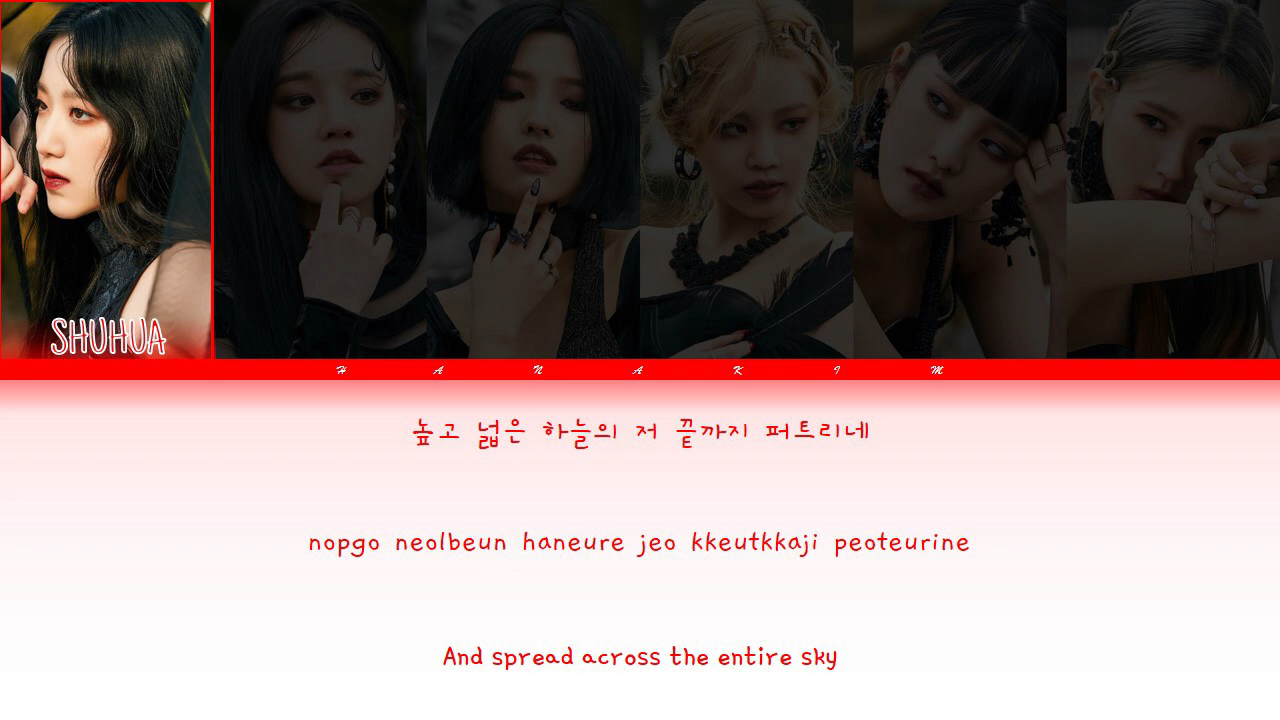 SHUHUA
H A N A K I M
높고 넓은 하늘의 저 끝까지 퍼트리네
nopgo neolbeun haneure jeo kkeutkkaji peoteurine
And spread across the entire sky